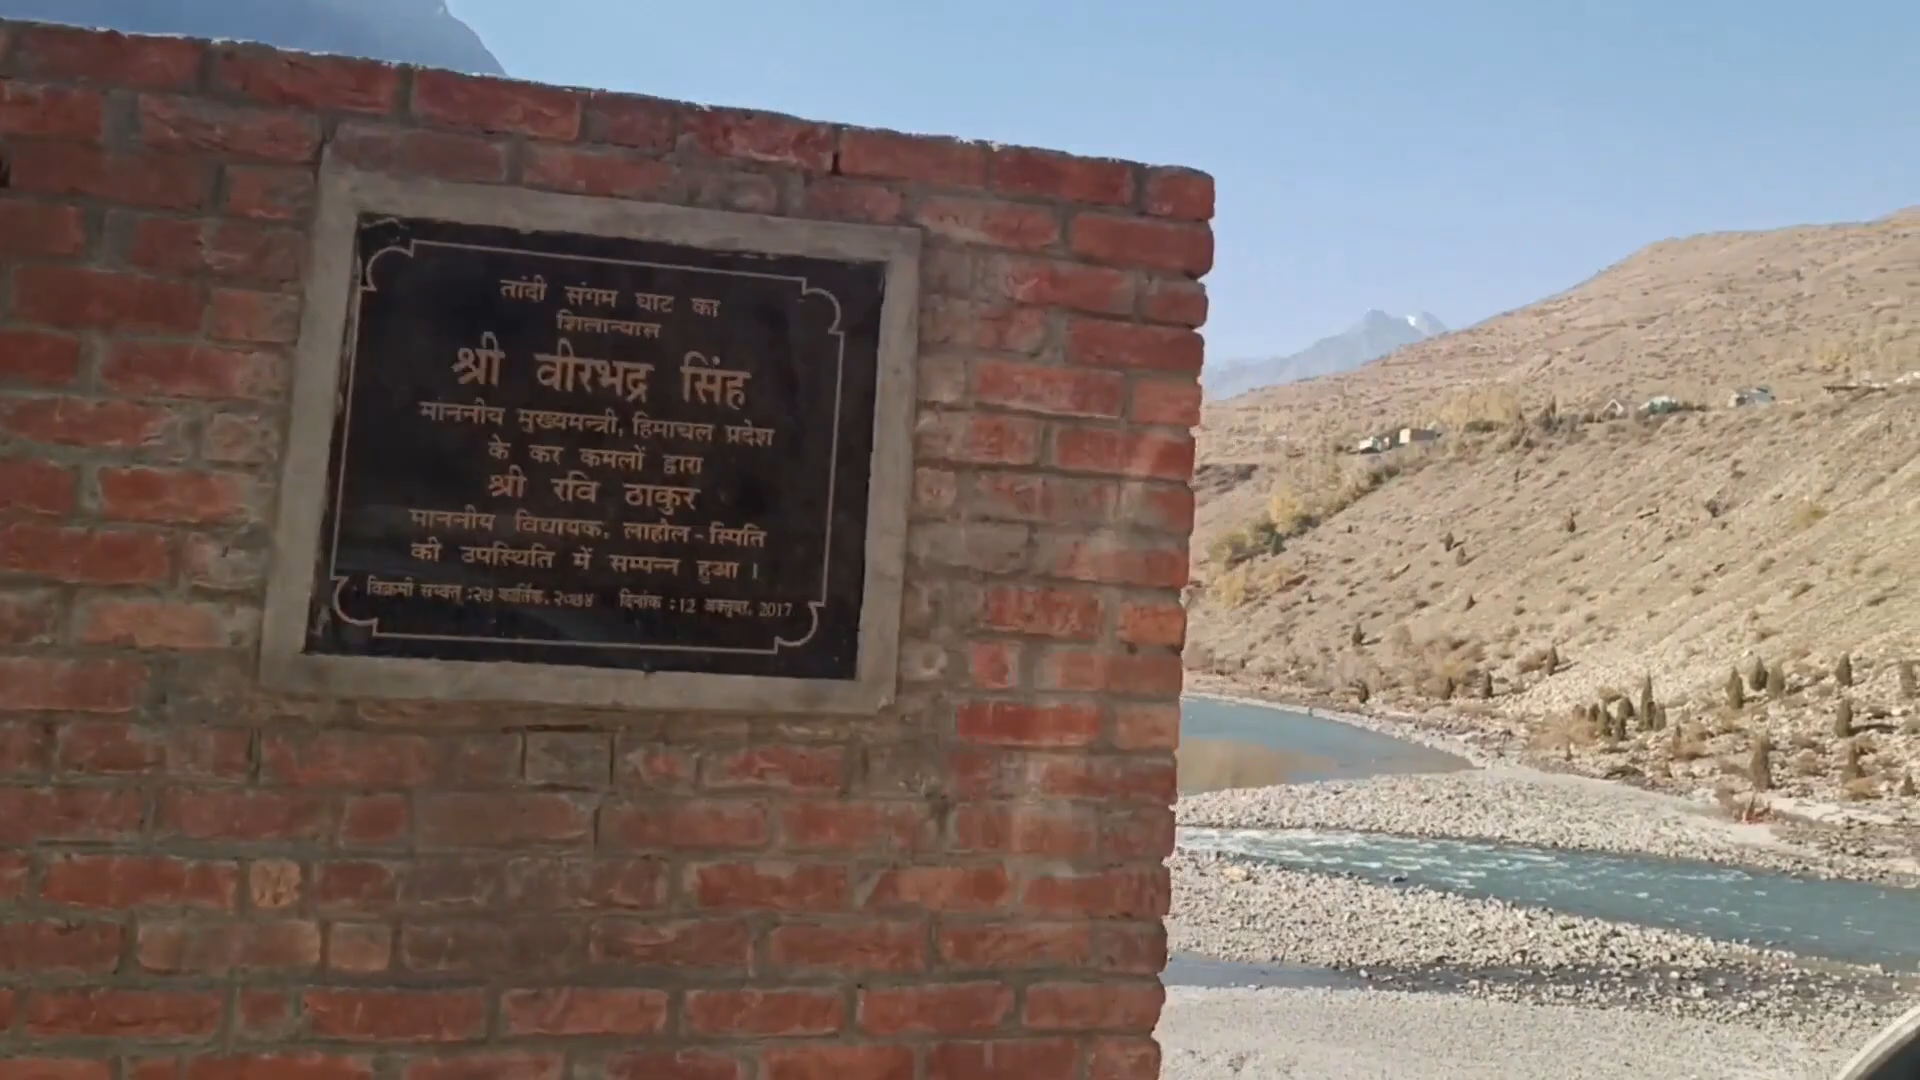 तांदी संगम घाट का
शिलान्यास
श्री वीरभद्र सिंह
माननीय मुख्यमन्त्री, हिमाचल प्रदेश
के कर कमलों द्वारा
श्री रवि ठाकुर
माननीय विधायक, लाहौल-स्पिति
की उपस्थिति में सम्पन्न हुआ ।
विक्रमी सम्वत् : २७ कार्तिक, २०७४ दिनांक : 12 अक्तूबर, 2017